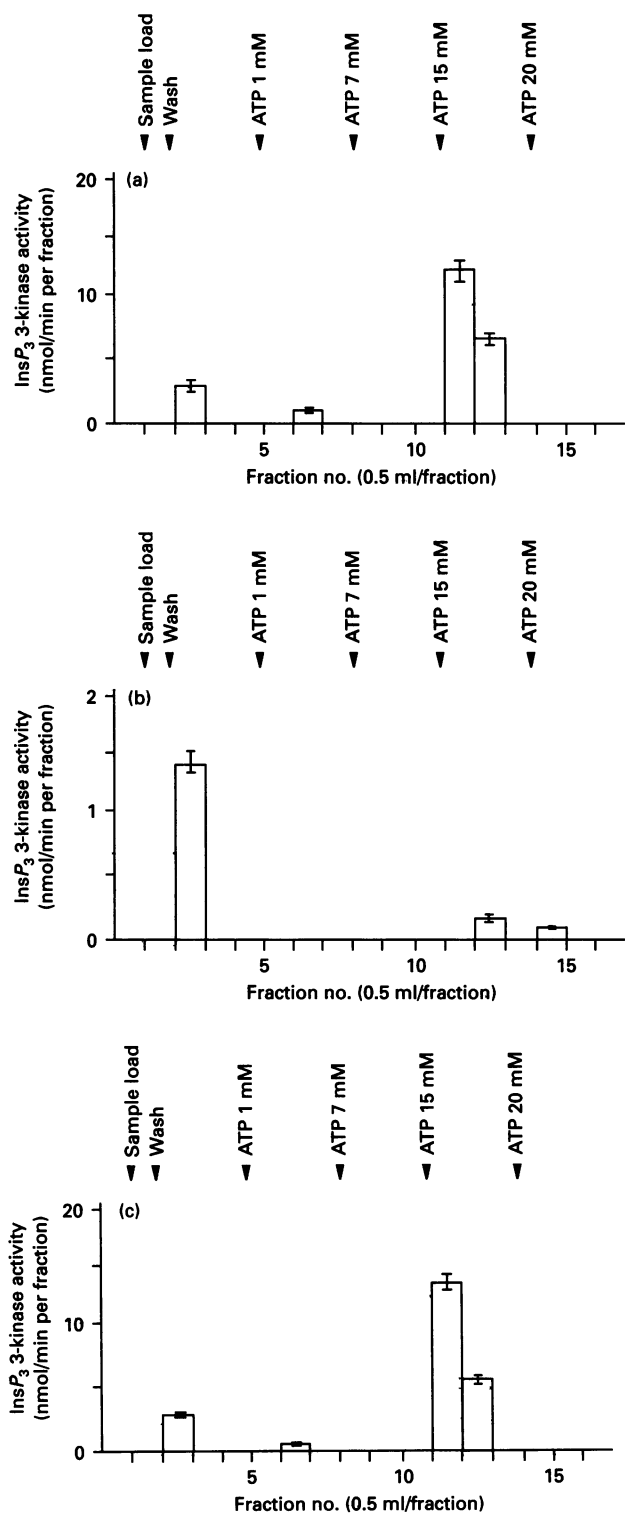 Sample load
Wash
ATP 1 mM
ATP 7 mM
ATP 15 mM
ATP 20 mM
(a)
InsP₃ 3-kinase activity
(nmol/min per fraction)
20
10
0
5
10
15
Fraction no. (0.5 ml/fraction)
Sample load
Wash
ATP 1 mM
ATP 7 mM
ATP 15 mM
ATP 20 mM
(b)
InsP₃ 3-kinase activity
(nmol/min per fraction)
2
1
0
5
10
15
Fraction no. (0.5 ml/fraction)
Sample load
Wash
ATP 1 mM
ATP 7 mM
ATP 15 mM
ATP 20 mM
(c)
InsP₃ 3-kinase activity
(nmol/min per fraction)
20
10
0
5
10
15
Fraction no. (0.5 ml/fraction)